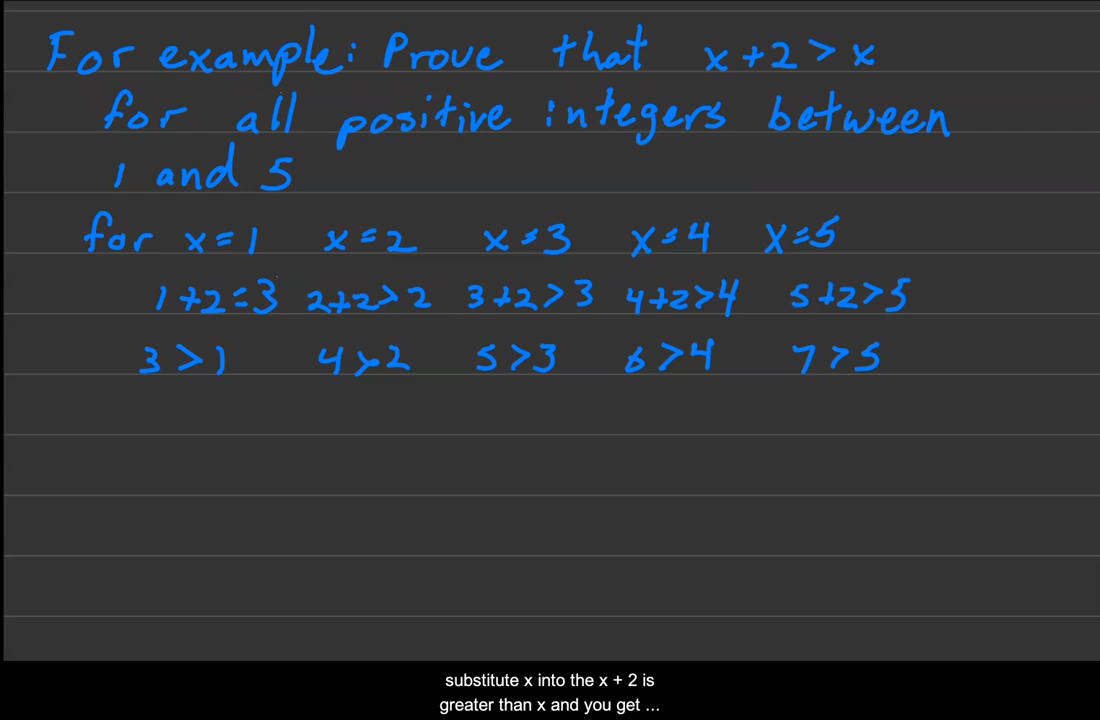 For example: Prove that x + 2 > x
for all positive integers between
1 and 5
for x = 1 x = 2 x = 3 x = 4 x = 5
1 + 2 = 3 2 + 2 > 2 3 + 2 > 3 4 + 2 > 4 5 + 2 > 5
3 > 1 4 > 2 5 > 3 6 > 4 7 > 5
substitute x into the x + 2 is
greater than x and you get ...